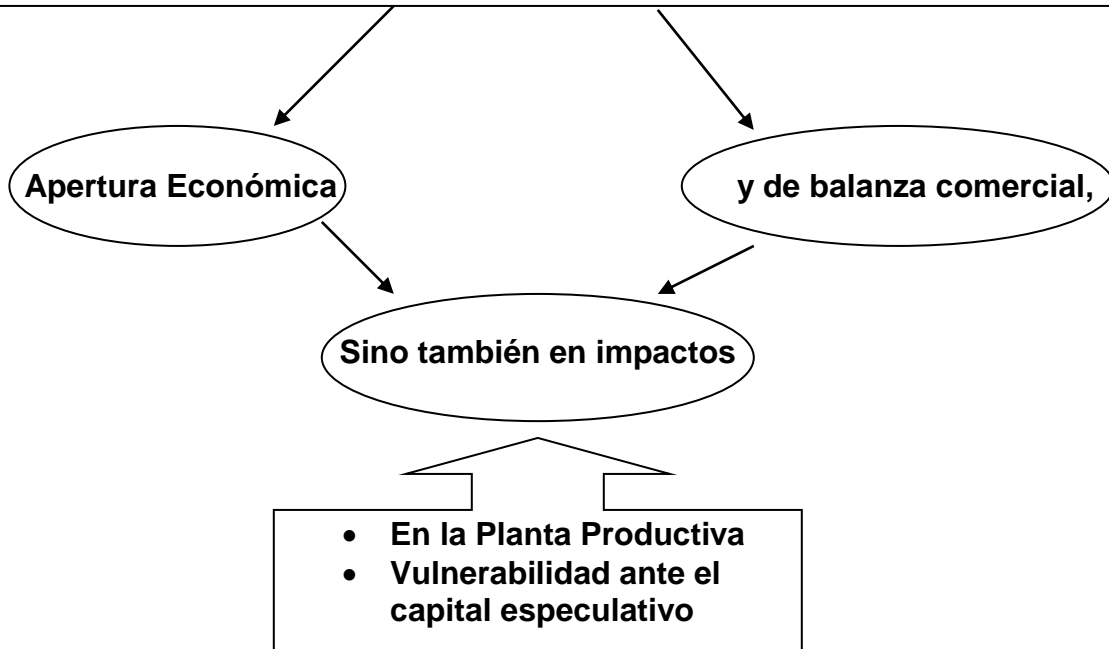 Apertura Económica
y de balanza comercial,
Sino también en impactos
• En la Planta Productiva
• Vulnerabilidad ante el
capital especulativo